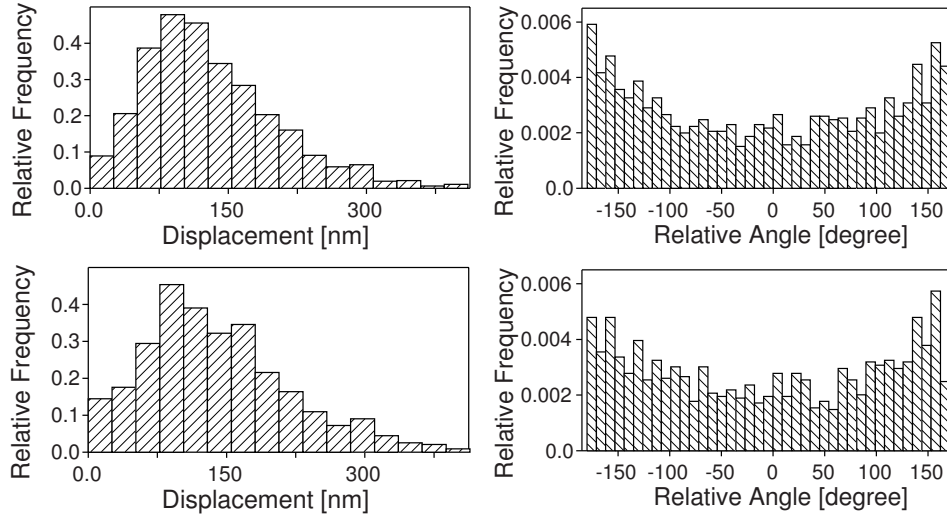 Relative Frequency
0.4
0.3
0.2
0.1
0.0
0.0 150 300
Displacement [nm]
Relative Frequency
0.006
0.004
0.002
0.0
-150 -100 -50 0 50 100 150
Relative Angle [degree]
Relative Frequency
0.4
0.3
0.2
0.1
0.0
0.0 150 300
Displacement [nm]
Relative Frequency
0.006
0.004
0.002
0.0
-150 -100 -50 0 50 100 150
Relative Angle [degree]